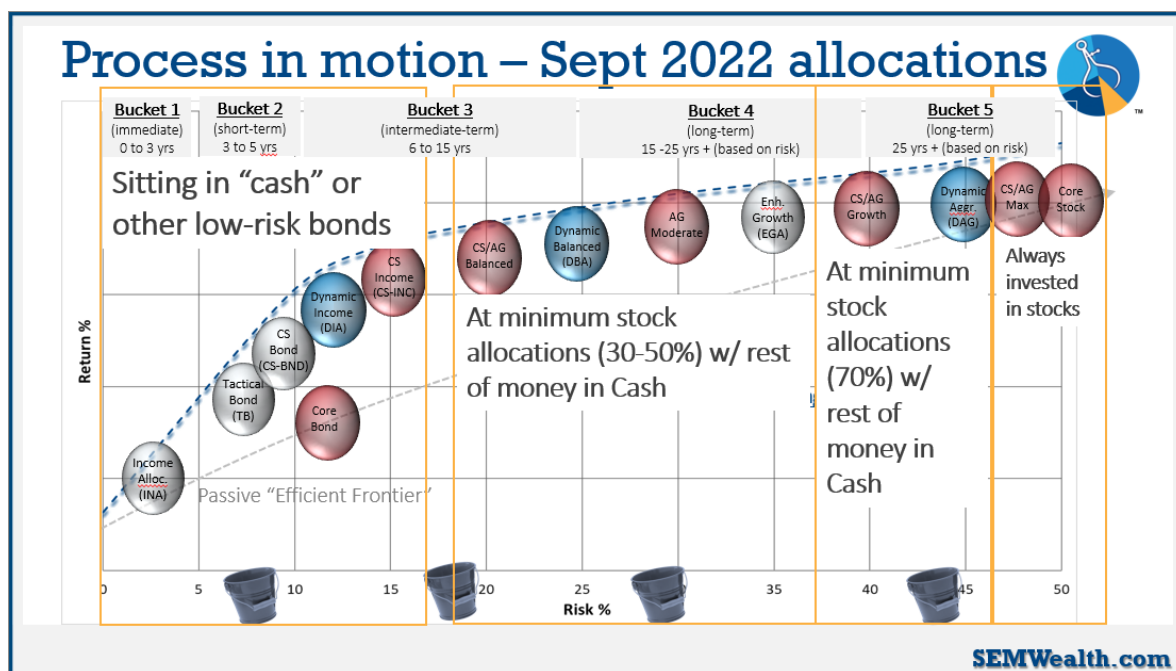 Process in motion – Sept 2022 allocations
TM
Bucket 1
(immediate)
0 to 3 yrs
Bucket 2
(short-term)
3 to 5 yrs
Bucket 3
(intermediate-term)
6 to 15 yrs
Bucket 4
(long-term)
15 -25 yrs + (based on risk)
Bucket 5
(long-term)
25 yrs + (based on risk)
Sitting in “cash” or
other low-risk bonds
Income
Alloc.
(INA)
Tactical
Bond
(TB)
CS
Bond
(CS-BND)
Dynamic
Income
(DIA)
Core
Bond
CS
Income
(CS-INC)
CS/AG
Balanced
Dynamic
Balanced
(DBA)
AG
Moderate
Enh.
Growth
(EGA)
CS/AG
Growth
Dynamic
Aggr.
(DAG)
CS/AG
Max
Core
Stock
At minimum stock
allocations (30-50%) w/ rest
of money in Cash
At minimum
stock
allocations
(70%) w/
rest of
money in
Cash
Always
invested
in stocks
Passive “Efficient Frontier”
Return %
0 5 10 15 20 25 30 35 40 45 50
Risk %
SEMWealth.com